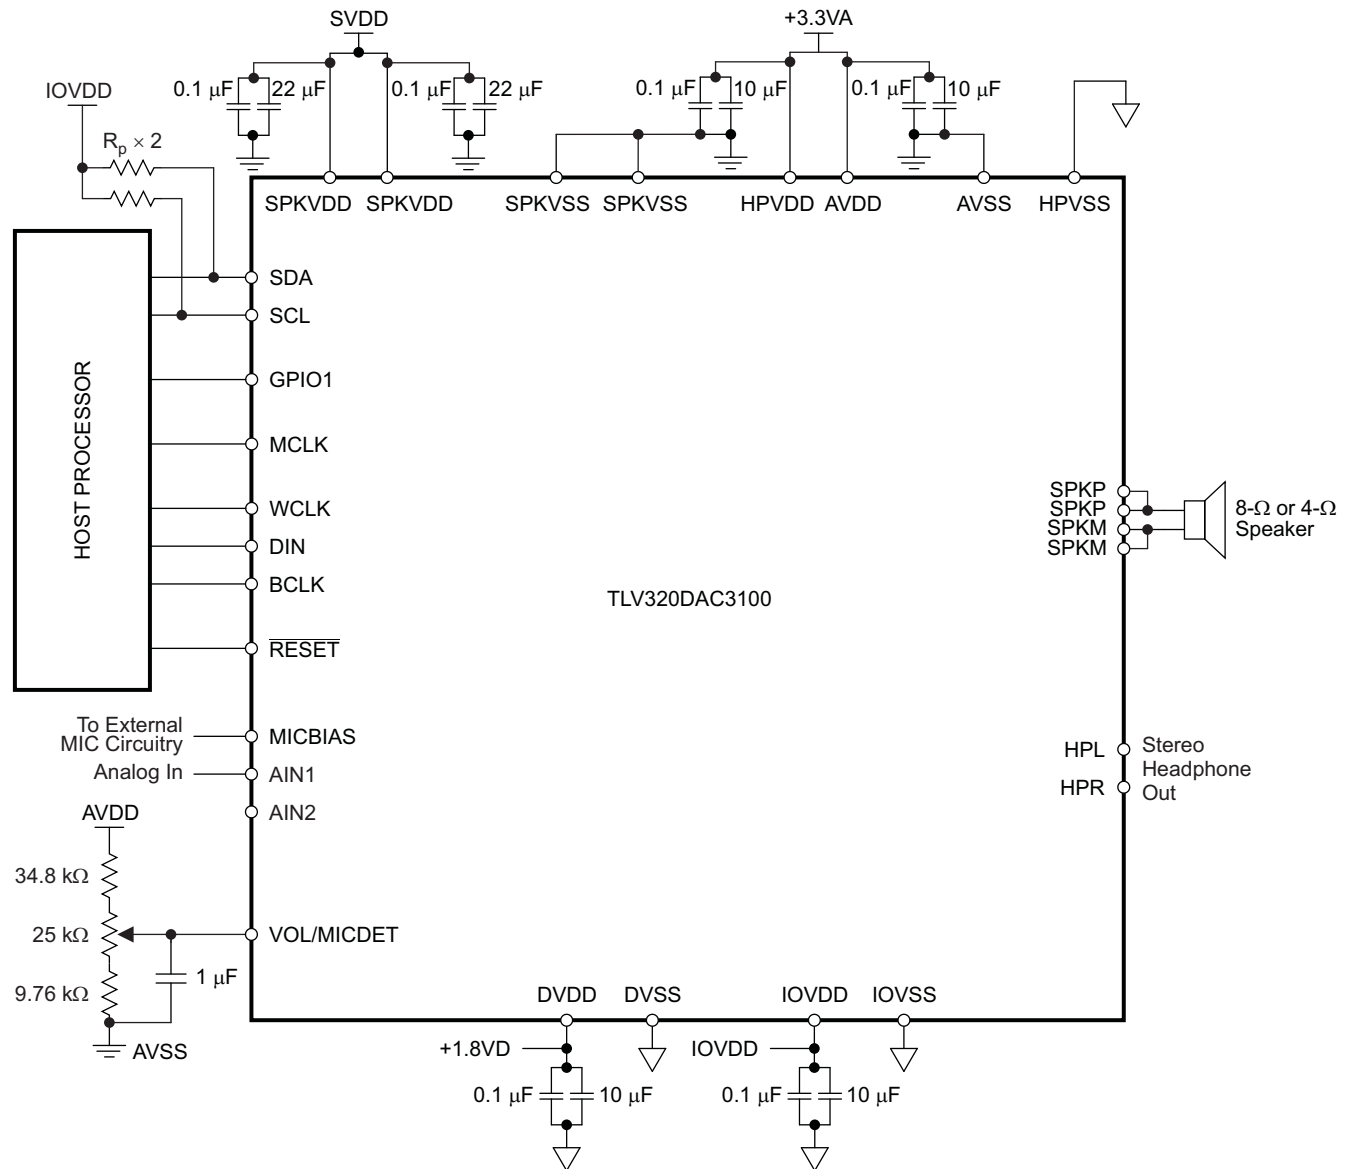 SVDD
+3.3VA
0.1 μF
22 μF
0.1 μF
22 μF
0.1 μF
10 μF
0.1 μF
10 μF
IOVDD
Rp × 2
SPKVDD
SPKVDD
SPKVSS
SPKVSS
HPVDD
AVDD
AVSS
HPVSS
HOST PROCESSOR
SDA
SCL
GPIO1
MCLK
WCLK
DIN
BCLK
RESET
SPKP
SPKP
SPKM
SPKM
8-Ω or 4-Ω
Speaker
TLV320DAC3100
To External
MIC Circuitry
MICBIAS
Analog In
AIN1
AIN2
HPL
HPR
Stereo
Headphone
Out
AVDD
34.8 kΩ
25 kΩ
9.76 kΩ
VOL/MICDET
1 μF
AVSS
DVDD
DVSS
IOVDD
IOVSS
+1.8VD
IOVDD
0.1 μF
10 μF
0.1 μF
10 μF